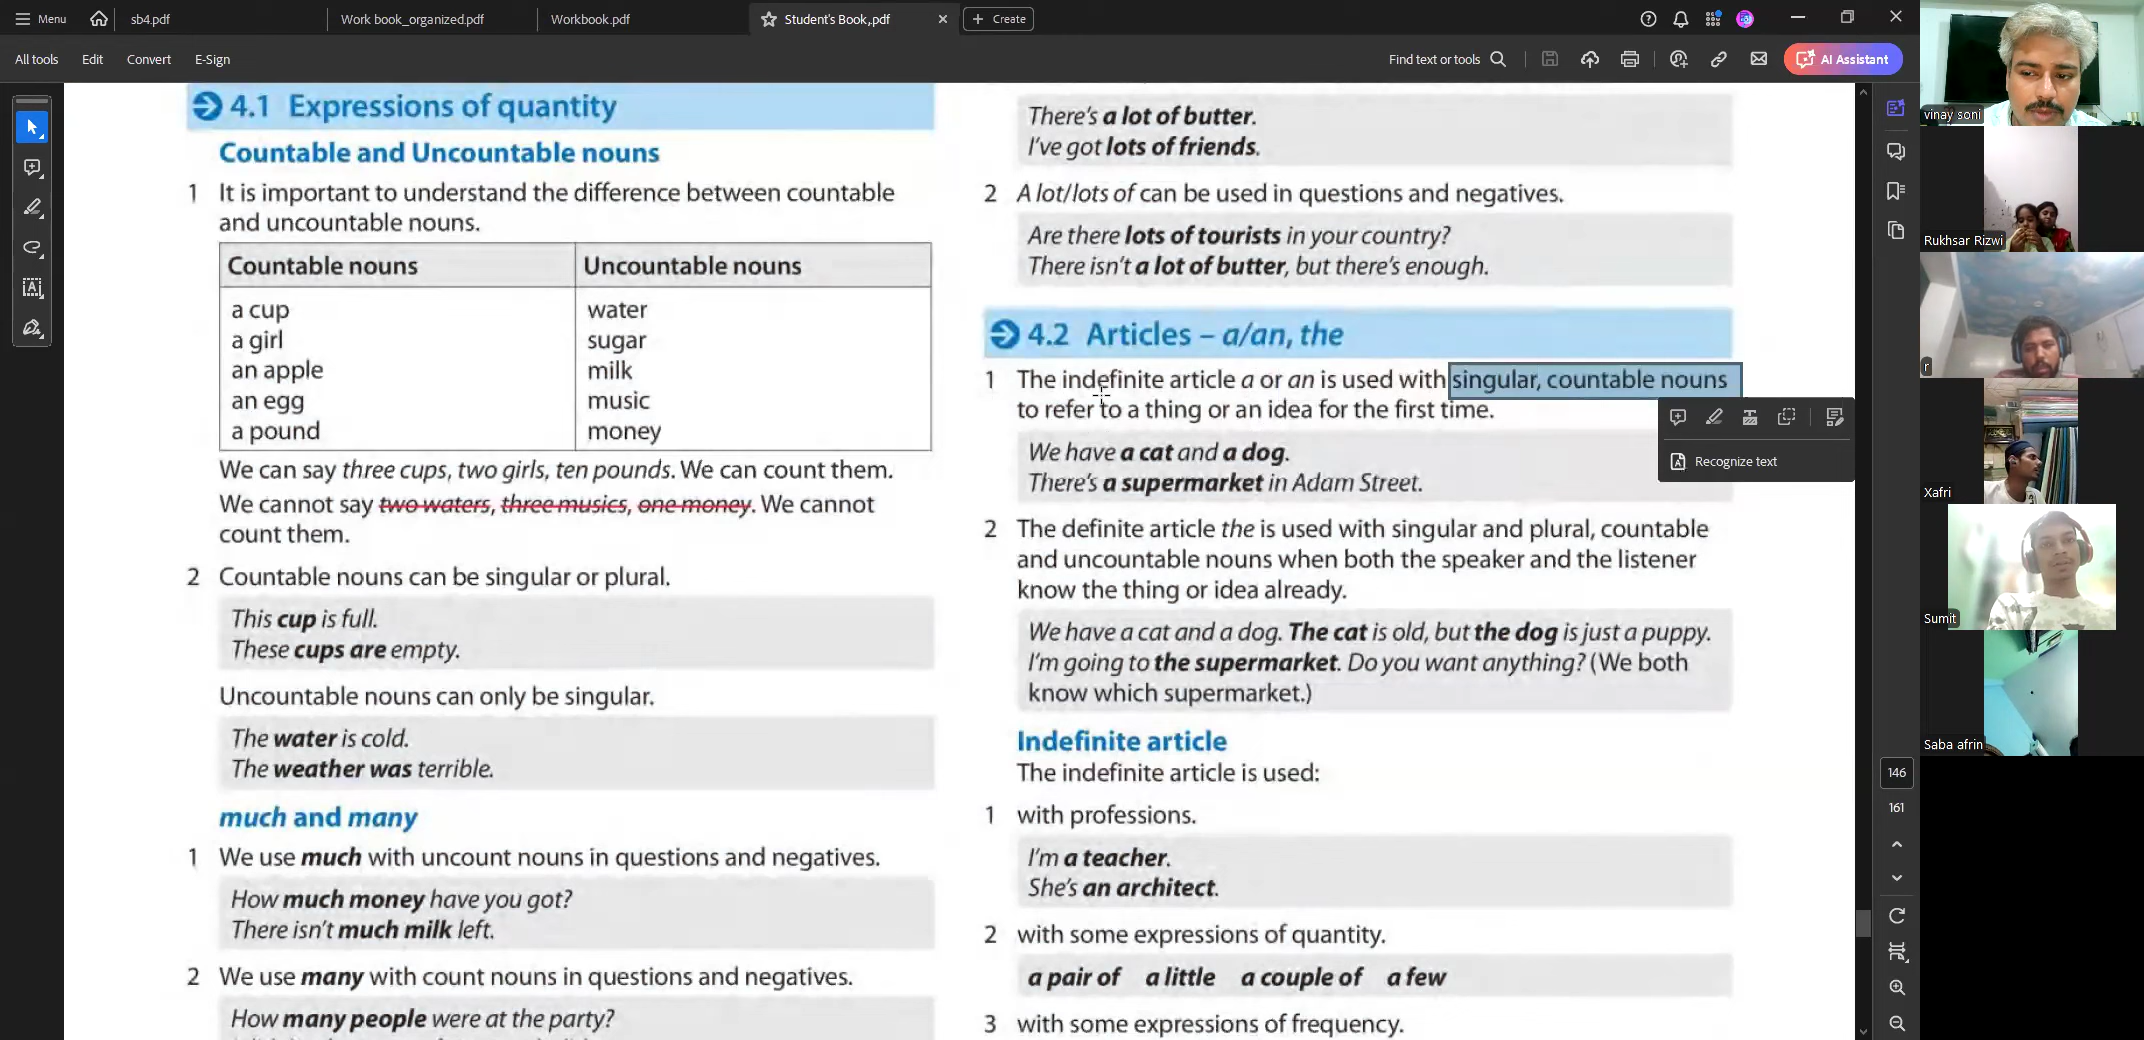 Menu
sb4.pdf
Work book_organized.pdf
Workbook.pdf
Student's Book,.pdf
Create
All tools
Edit
Convert
E-Sign
Find text or tools
AI Assistant
4.1 Expressions of quantity
Countable and Uncountable nouns
1 It is important to understand the difference between countable
and uncountable nouns.
Countable nouns Uncountable nouns
a cup water
a girl sugar
an apple milk
an egg music
a pound money
We can say three cups, two girls, ten pounds. We can count them.
We cannot say two waters, three musics, one money. We cannot
count them.
2 Countable nouns can be singular or plural.
This cup is full.
These cups are empty.
Uncountable nouns can only be singular.
The water is cold.
The weather was terrible.
much and many
1 We use much with uncount nouns in questions and negatives.
How much money have you got?
There isn't much milk left.
2 We use many with count nouns in questions and negatives.
How many people were at the party?
There's a lot of butter.
I've got lots of friends.
2 A lot/lots of can be used in questions and negatives.
Are there lots of tourists in your country?
There isn't a lot of butter, but there's enough.
4.2 Articles – a/an, the
1 The indefinite article a or an is used with singular, countable nouns
to refer to a thing or an idea for the first time.
We have a cat and a dog.
There's a supermarket in Adam Street.
2 The definite article the is used with singular and plural, countable
and uncountable nouns when both the speaker and the listener
know the thing or idea already.
We have a cat and a dog. The cat is old, but the dog is just a puppy.
I'm going to the supermarket. Do you want anything? (We both
know which supermarket.)
Indefinite article
The indefinite article is used:
1 with professions.
I'm a teacher.
She's an architect.
2 with some expressions of quantity.
a pair of a little a couple of a few
3 with some expressions of frequency.
Recognize text
146
161
vinay soni
Rukhsar Rizwi
r
Xafri
Sumit
Saba afrin